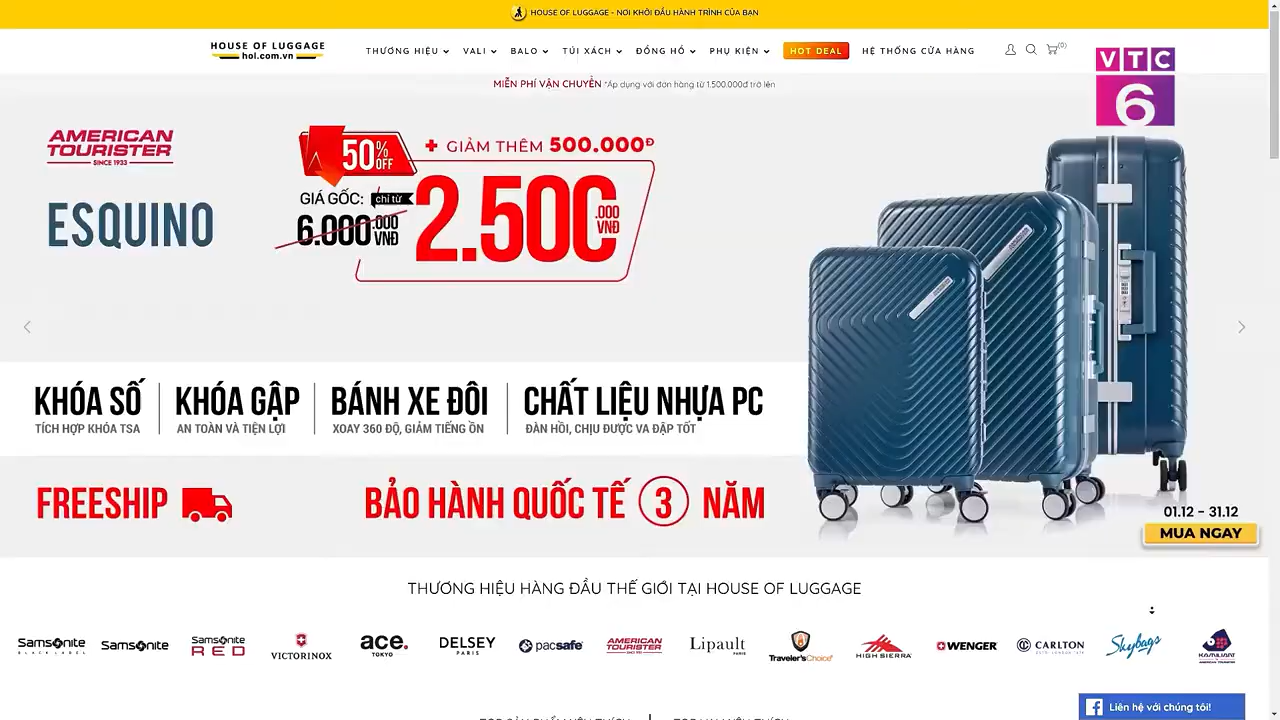 HOUSE OF LUGGAGE - NƠI KHỞI ĐẦU HÀNH TRÌNH CỦA BẠN
HOUSE OF LUGGAGE
hol.com.vn
THƯƠNG HIỆU VALI BALO TÚI XÁCH ĐỒNG HỒ PHỤ KIỆN HOT DEAL HỆ THỐNG CỬA HÀNG
(0)
VTC
6
MIỄN PHÍ VẬN CHUYỂN *Áp dụng với đơn hàng từ 1.500.000đ trở lên
AMERICAN
TOURISTER
SINCE 1933
ESQUINO
50% OFF
+ GIẢM THÊM 500.000Đ
GIÁ GỐC: chỉ từ
6.000.000 VNĐ
2.500.000 VNĐ
KHÓA SỐ
TÍCH HỢP KHÓA TSA
KHÓA GẬP
AN TOÀN VÀ TIỆN LỢI
BÁNH XE ĐÔI
XOAY 360 ĐỘ, GIẢM TIẾNG ỒN
CHẤT LIỆU NHỰA PC
ĐÀN HỒI, CHỊU ĐƯỢC VA ĐẬP TỐT
FREESHIP
BẢO HÀNH QUỐC TẾ 3 NĂM
01.12 - 31.12
MUA NGAY
THƯƠNG HIỆU HÀNG ĐẦU THẾ GIỚI TẠI HOUSE OF LUGGAGE
Samsonite
BLACK LABEL
Samsonite
Samsonite
RED
VICTORINOX
ace.
TOKYO
DELSEY
PARIS
pacsafe
AMERICAN
TOURISTER
Lipault
PARIS
Traveler's Choice
HIGH SIERRA
WENGER
CARLTON
Skybags
KAMILIANT
Liên hệ với chúng tôi!